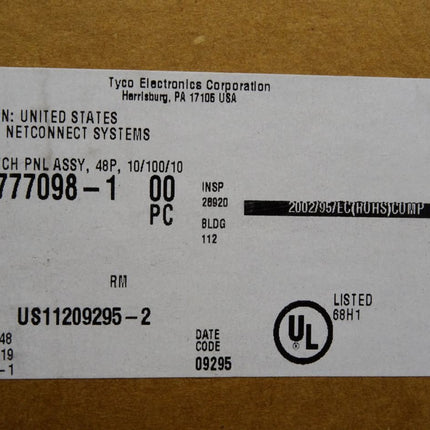 Tyco Electronics Corporation
Harrisburg, PA 17105 USA
N: UNITED STATES
NETCONNECT SYSTEMS
CH PNL ASSY, 48P, 10/100/10
777098-1 00
PC
INSP
28920
2002/95/EC(ROHS)COMP
BLDG
112
RM
US11209295-2
48
19
-1
DATE
CODE
09295
UL
LISTED
68H1